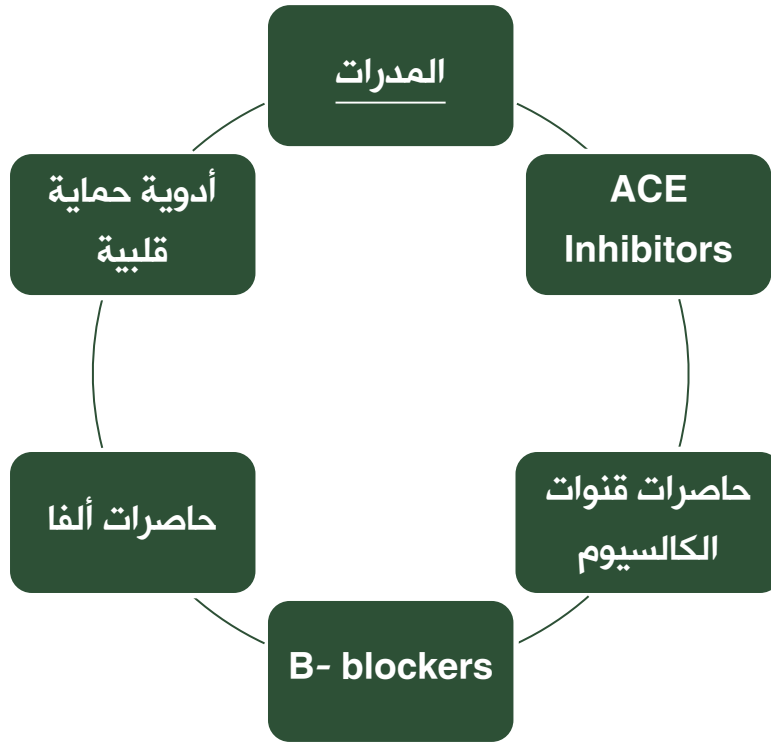 المدرات
ACE
Inhibitors
حاصرات قنوات
الكالسيوم
B- blockers
حاصرات ألفا
أدوية حماية
قلبية